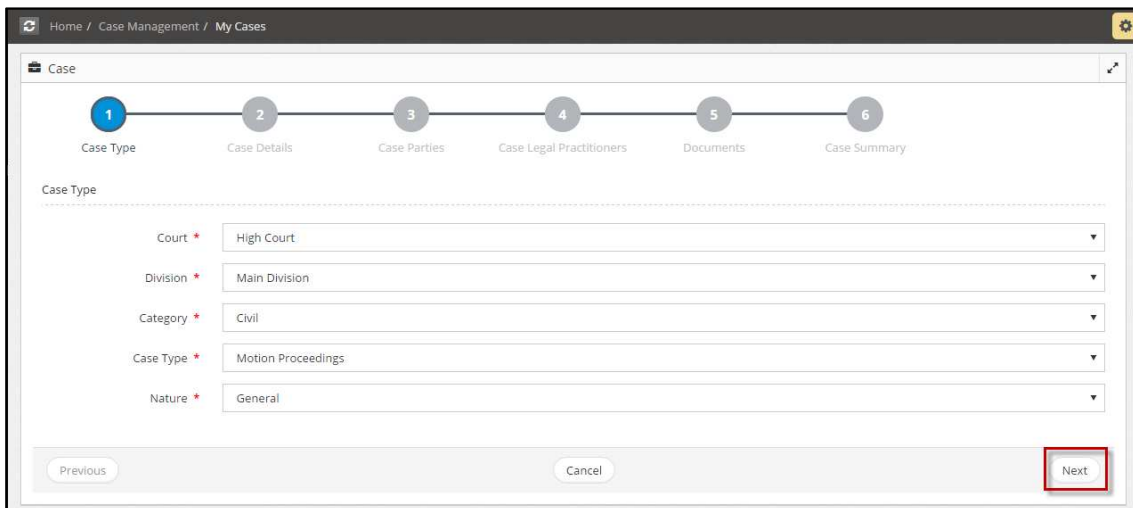 Home / Case Management / My Cases
Case
1 2 3 4 5 6
Case Type Case Details Case Parties Case Legal Practitioners Documents Case Summary
Case Type
Court * High Court
Division * Main Division
Category * Civil
Case Type * Motion Proceedings
Nature * General
Previous Cancel Next